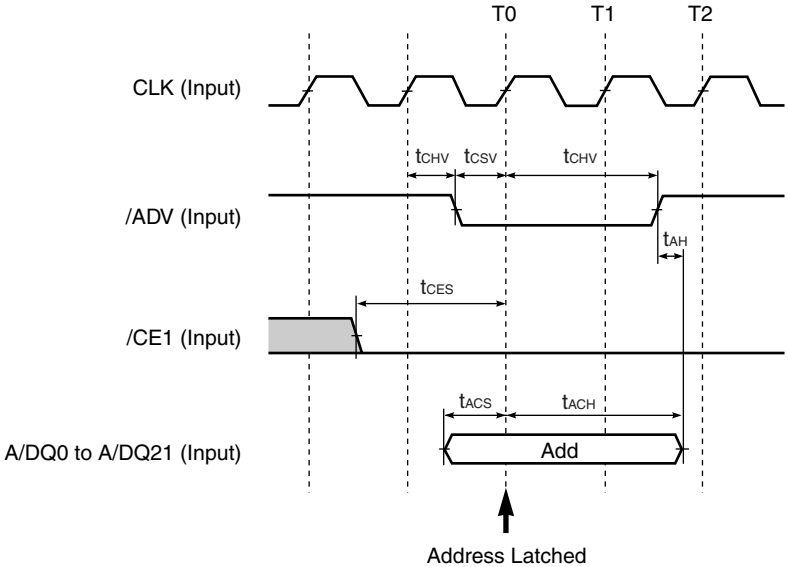 T0 T1 T2
CLK (Input)
tCHV tCSV tCHV
/ADV (Input)
tAH
tCES
/CE1 (Input)
tACS tACH
A/DQ0 to A/DQ21 (Input) Add
Address Latched